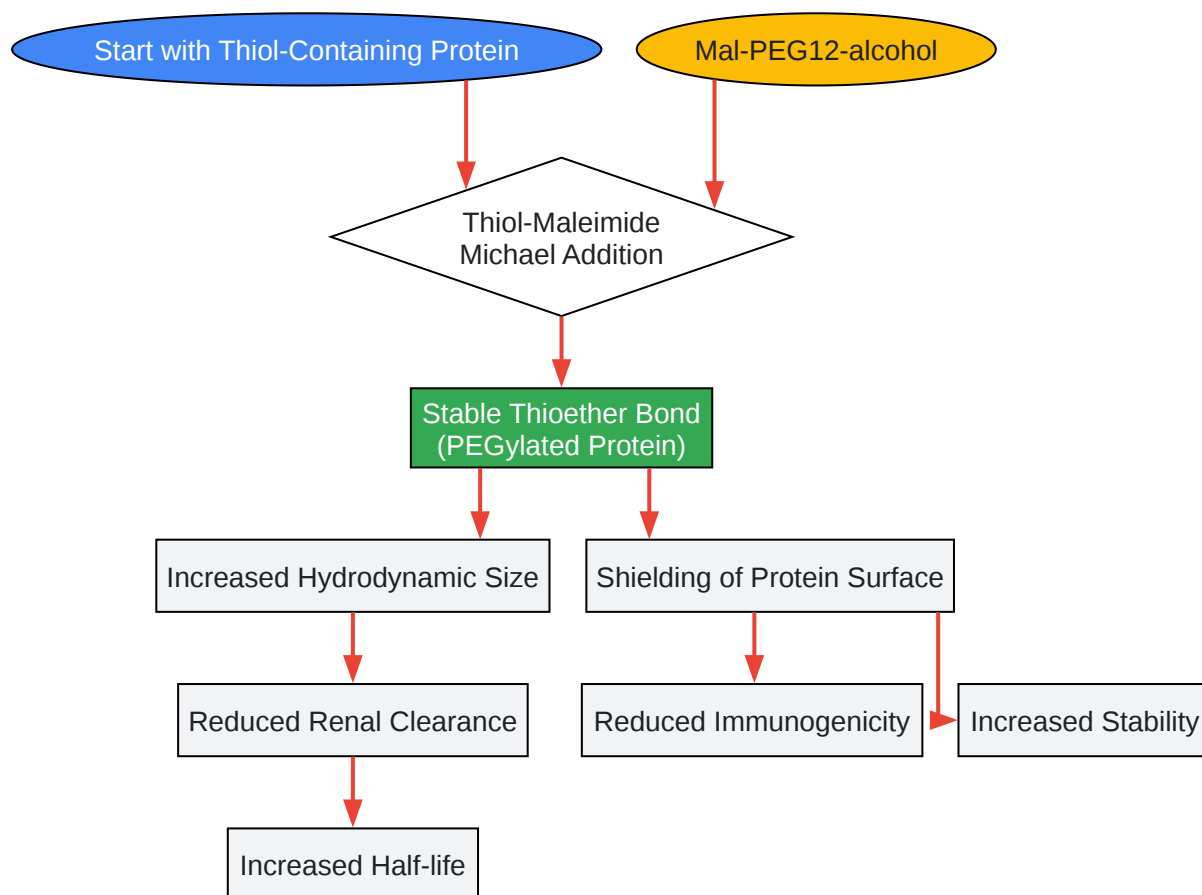 Start with Thiol-Containing Protein
Mal-PEG12-alcohol
Thiol-Maleimide
Michael Addition
Stable Thioether Bond
(PEGylated Protein)
Increased Hydrodynamic Size
Shielding of Protein Surface
Reduced Renal Clearance
Reduced Immunogenicity
Increased Stability
Increased Half-life